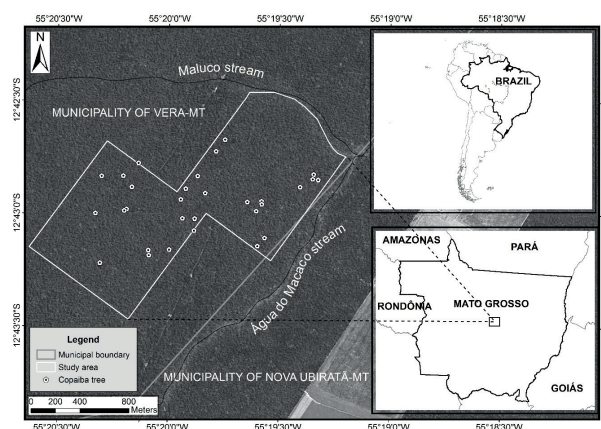 55°20'30"W 55°20'0"W 55°19'30"W 55°19'0"W 55°18'30"W
N
Maluco stream
MUNICIPALITY OF VERA-MT
BRAZIL
12°42'30"S
12°43'0"S
12°43'30"S
Água do Macaco stream
AMAZONAS
PARÁ
RONDÔNIA
MATO GROSSO
GOIÁS
Legend
Municipal boundary
Study area
Copaiba tree
MUNICIPALITY OF NOVA UBIRATÃ-MT
0 200 400 800
Meters
55°20'30"W 55°20'0"W 55°19'30"W 55°19'0"W 55°18'30"W